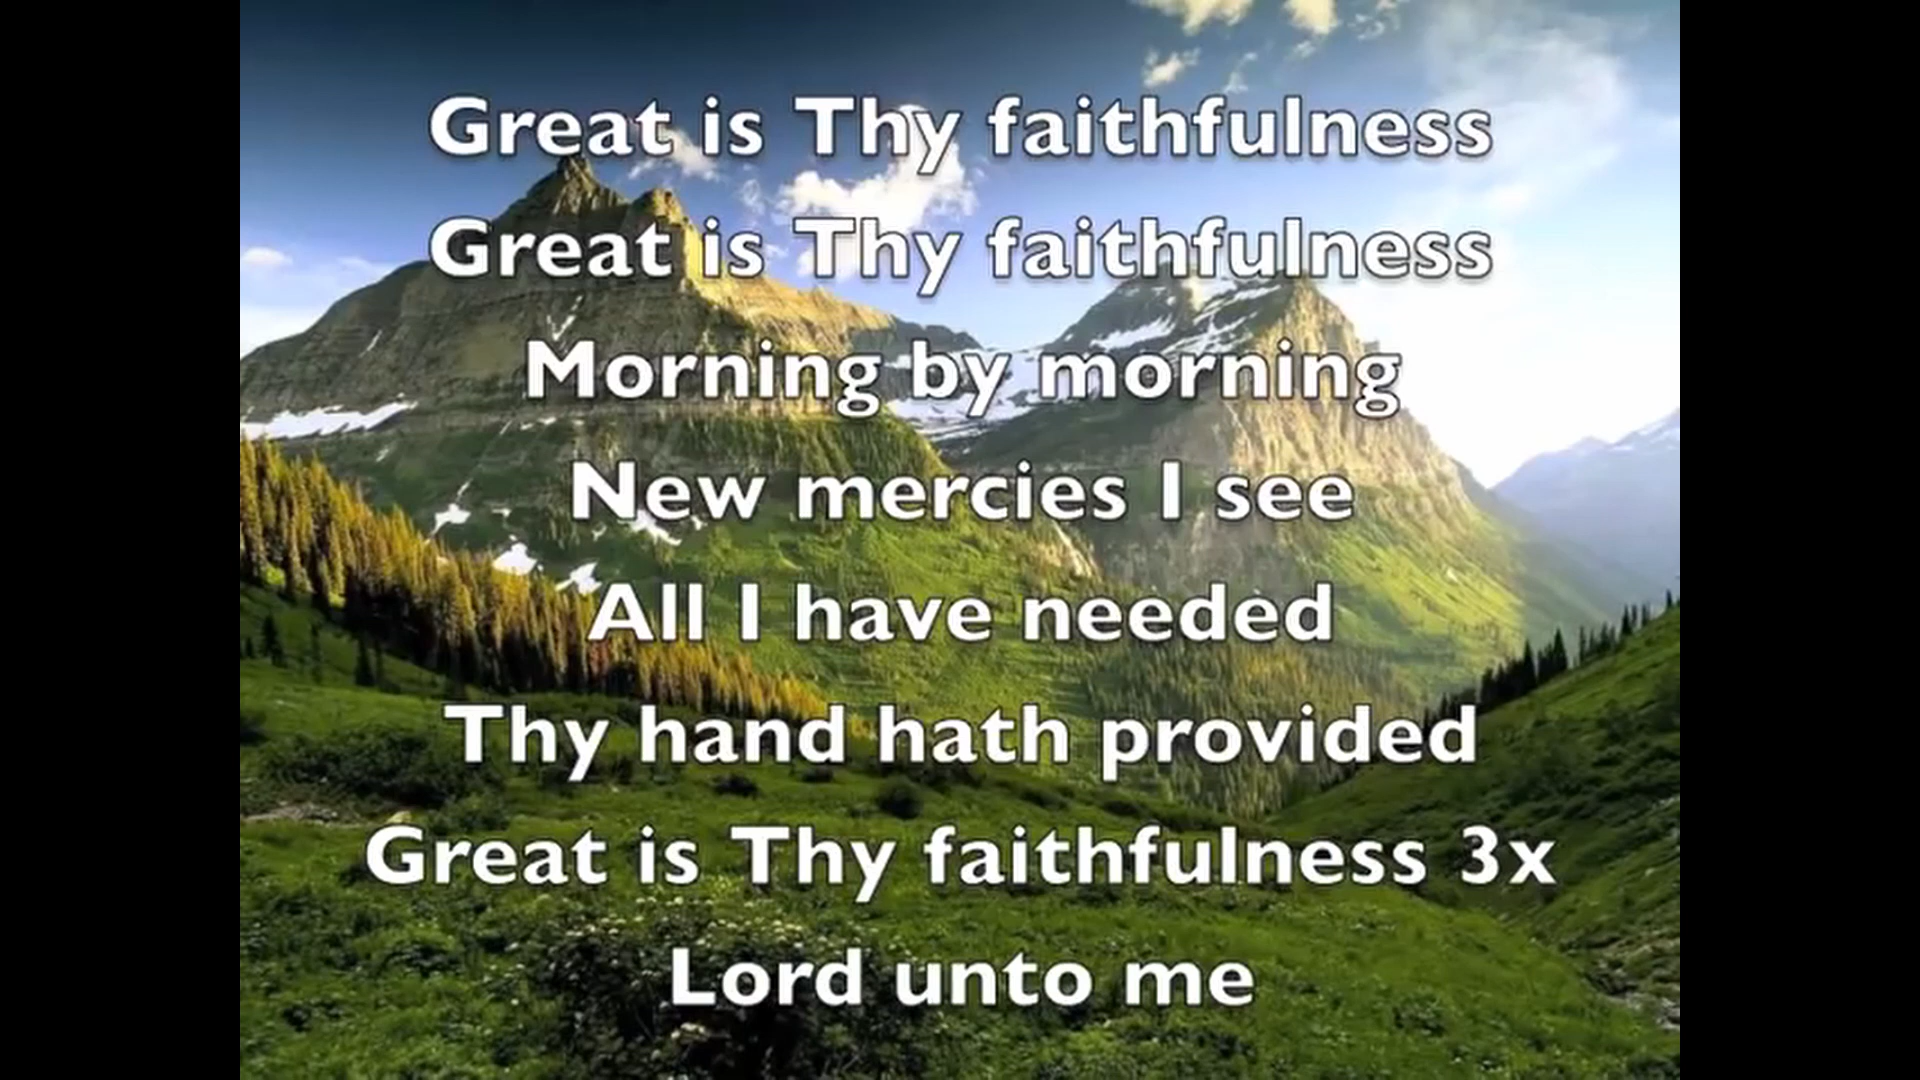 Great is Thy faithfulness
Great is Thy faithfulness
Morning by morning
New mercies I see
All I have needed
Thy hand hath provided
Great is Thy faithfulness 3x
Lord unto me